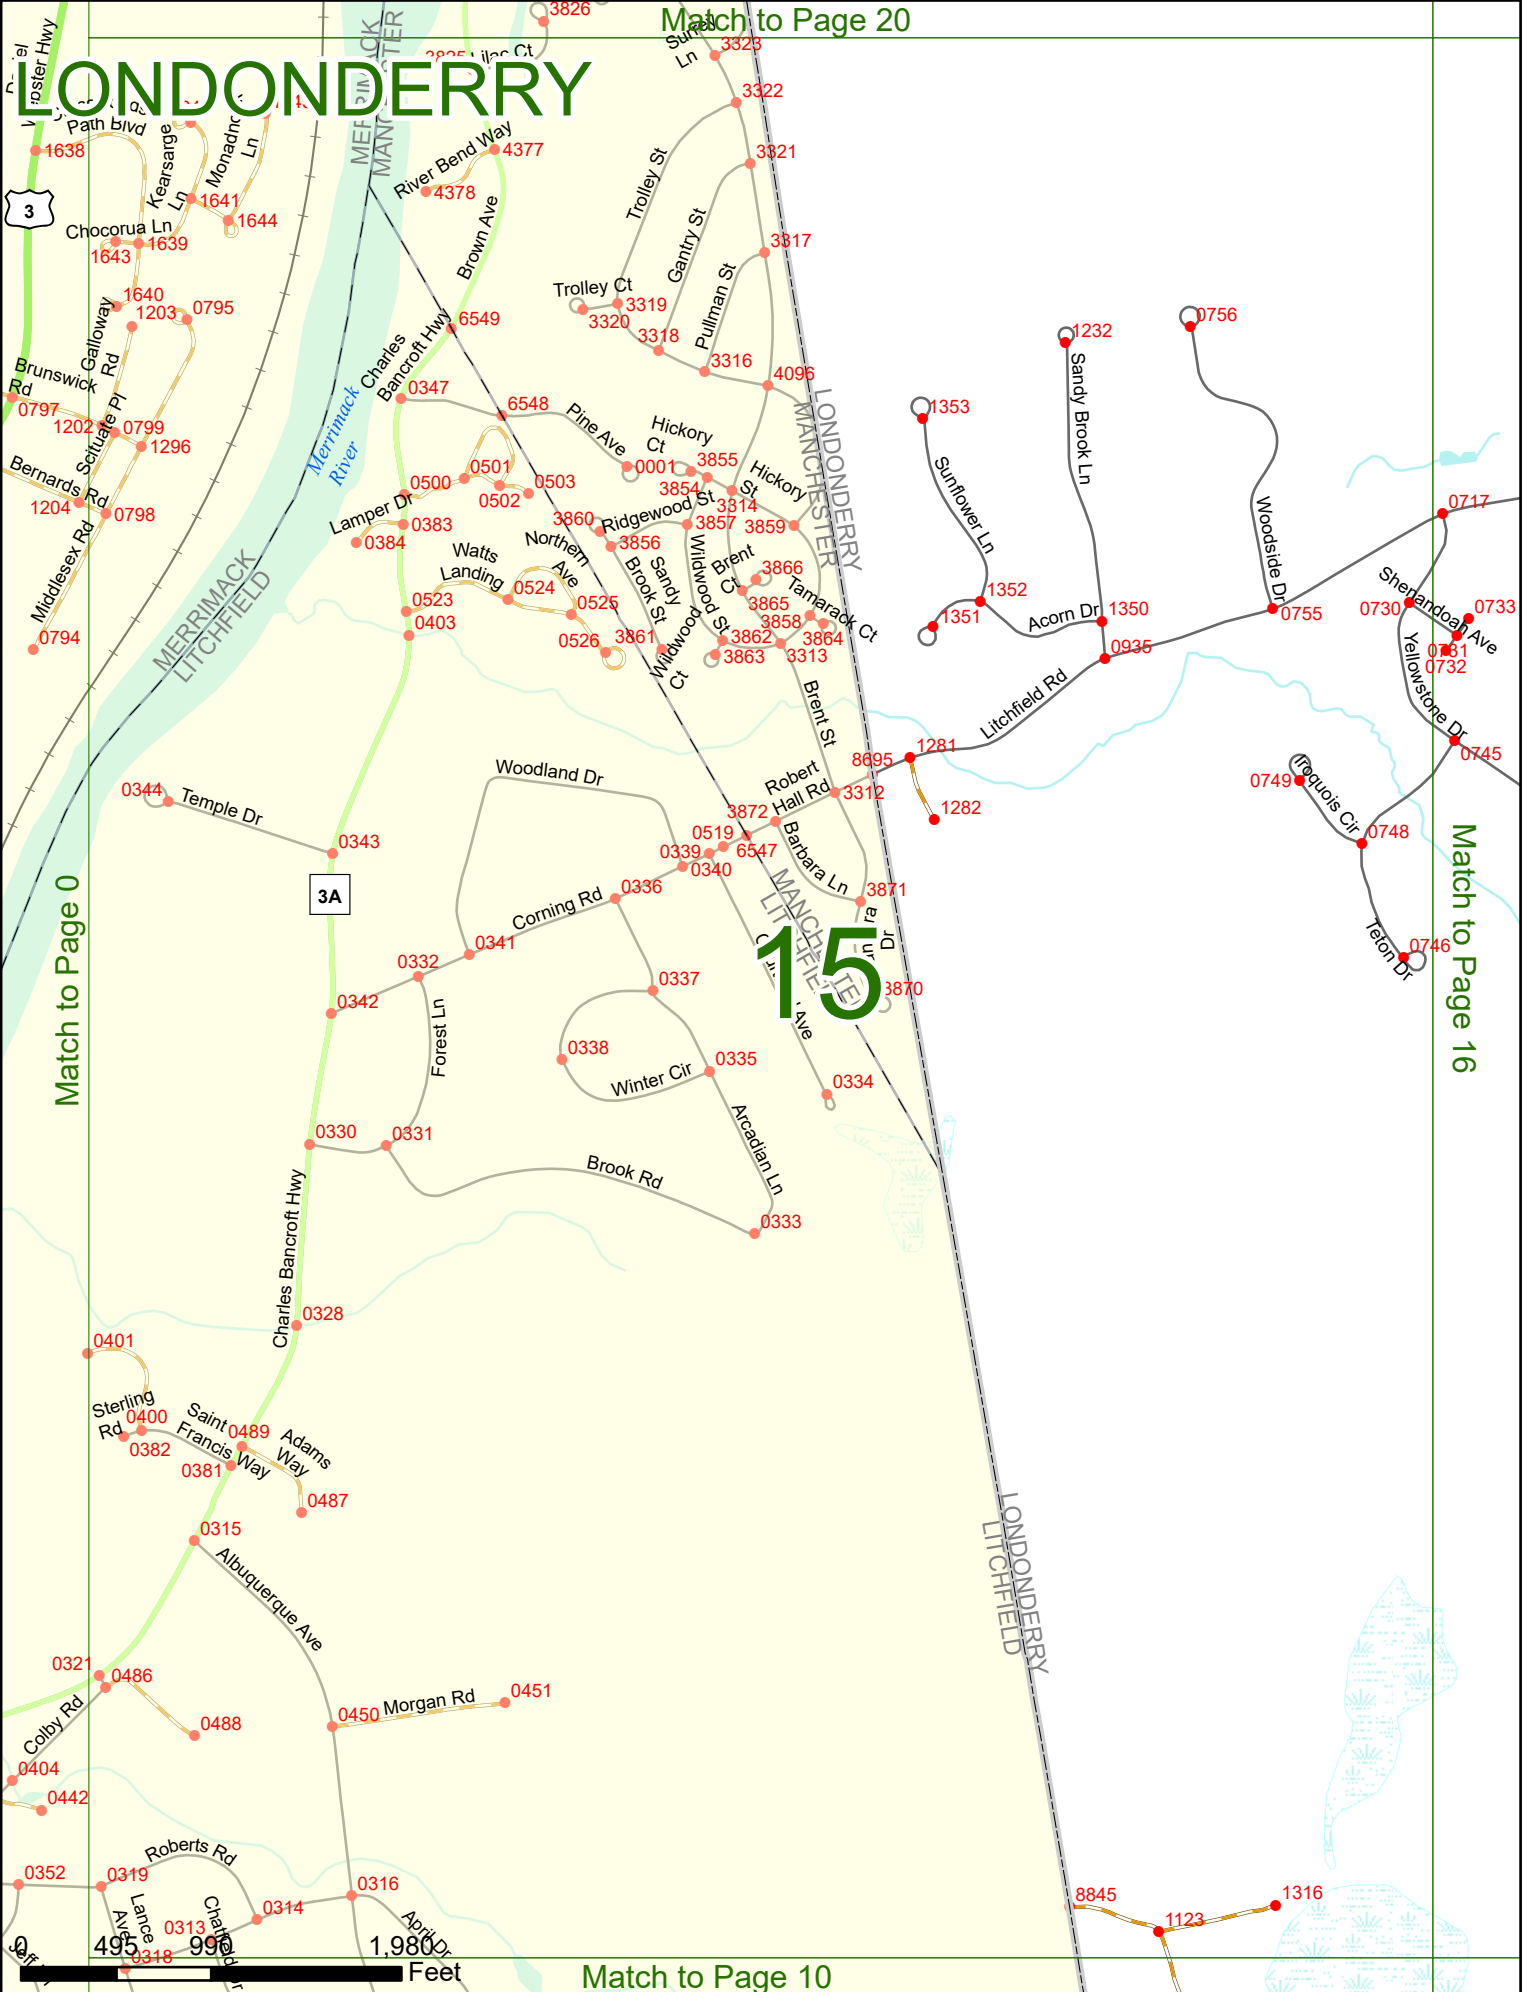 Match to Page 20
LONDONDERRY
15
Match to Page 0
Match to Page 16
Match to Page 10
0
495
1,980
Feet
3
3A
MERRIMACK
MANCHESTER
MERRIMACK
LITCHFIELD
LONDONDERRY
MANCHESTER
LONDONDERRY
LITCHFIELD
Merrimack
River
3826
3323
3322
3321
3317
Ln
Lilac Ct
Path Blvd
Kearsarge
Ln
Ln
1638
1641
1644
Chocorua Ln
1643
1639
1640
1203
0795
Galloway
Rd
Brunswick
Rd
0797
1202
0799
1296
Scituate Pl
Bernards Rd
1204
0798
Middlesex Rd
0794
River Bend Way
4377
4378
Brown Ave
Trolley St
Gantry St
Pullman St
Trolley Ct
3319
3320
3318
3316
4096
6549
Charles
Bancroft Hwy
0347
6548
Pine Ave
0001
Hickory
Ct
3855
3854
Hickory
St
3314
3859
0500
0501
0502
0503
Lamper Dr
0383
0384
3860
Ridgewood St
3857
3856
Northern
Ave
Watts
Landing
0524
0525
0526
0523
0403
Sandy
Brook St
Wildwood St
Brent
Ct
3866
3865
Tamarack Ct
3858
3864
3861
3862
3863
3313
Wildwood
Ct
Brent St
1232
0756
1353
Sandy Brook Ln
Sunflower Ln
Woodside Dr
0717
1352
1351
Acorn Dr
1350
0935
0755
Shenandoah Ave
0730
0733
0731
0732
Yellowstone Dr
0745
Litchfield Rd
1281
8695
1282
0749
Iroquois Cir
0748
Teton Dr
0746
0344
Temple Dr
0343
Woodland Dr
Robert
Hall Rd
3312
3872
0519
6547
0339
0340
Barbara Ln
3871
Dr
3870
0336
Corning Rd
0341
0332
0342
Forest Ln
0337
0338
Winter Cir
0335
Ave
0334
Arcadian Ln
0330
0331
Brook Rd
0333
Charles Bancroft Hwy
0328
0401
Sterling
Rd
0400
0382
Saint
Francis Way
0489
0381
Adams
Way
0487
0315
Albuquerque Ave
0321
0486
0488
Colby Rd
0404
0442
0450
Morgan Rd
0451
Roberts Rd
0352
0319
0314
0316
Lance
Ave
0313
0318
April Dr
8845
1123
1316